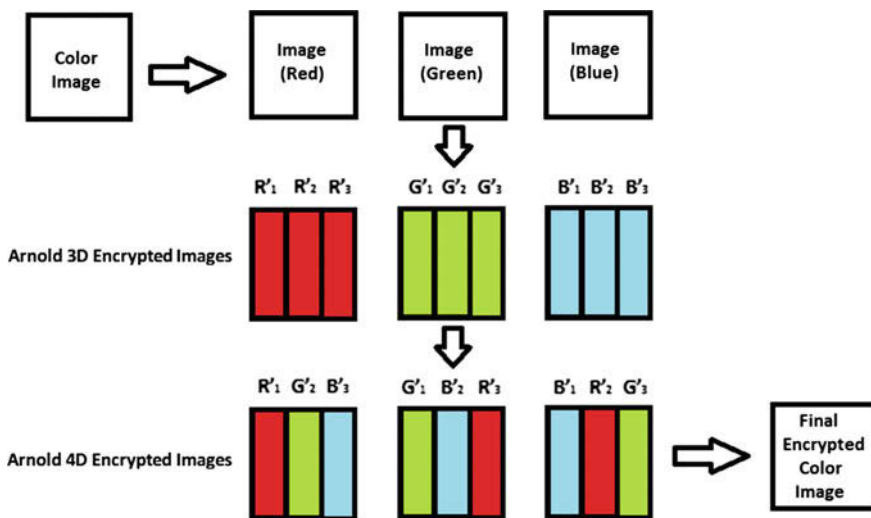 Color
Image
Image
(Red)
Image
(Green)
Image
(Blue)
R'₁ R'₂ R'₃
G'₁ G'₂ G'₃
B'₁ B'₂ B'₃
Arnold 3D Encrypted Images
R'₁ G'₂ B'₃
G'₁ B'₂ R'₃
B'₁ R'₂ G'₃
Arnold 4D Encrypted Images
Final
Encrypted
Color
Image